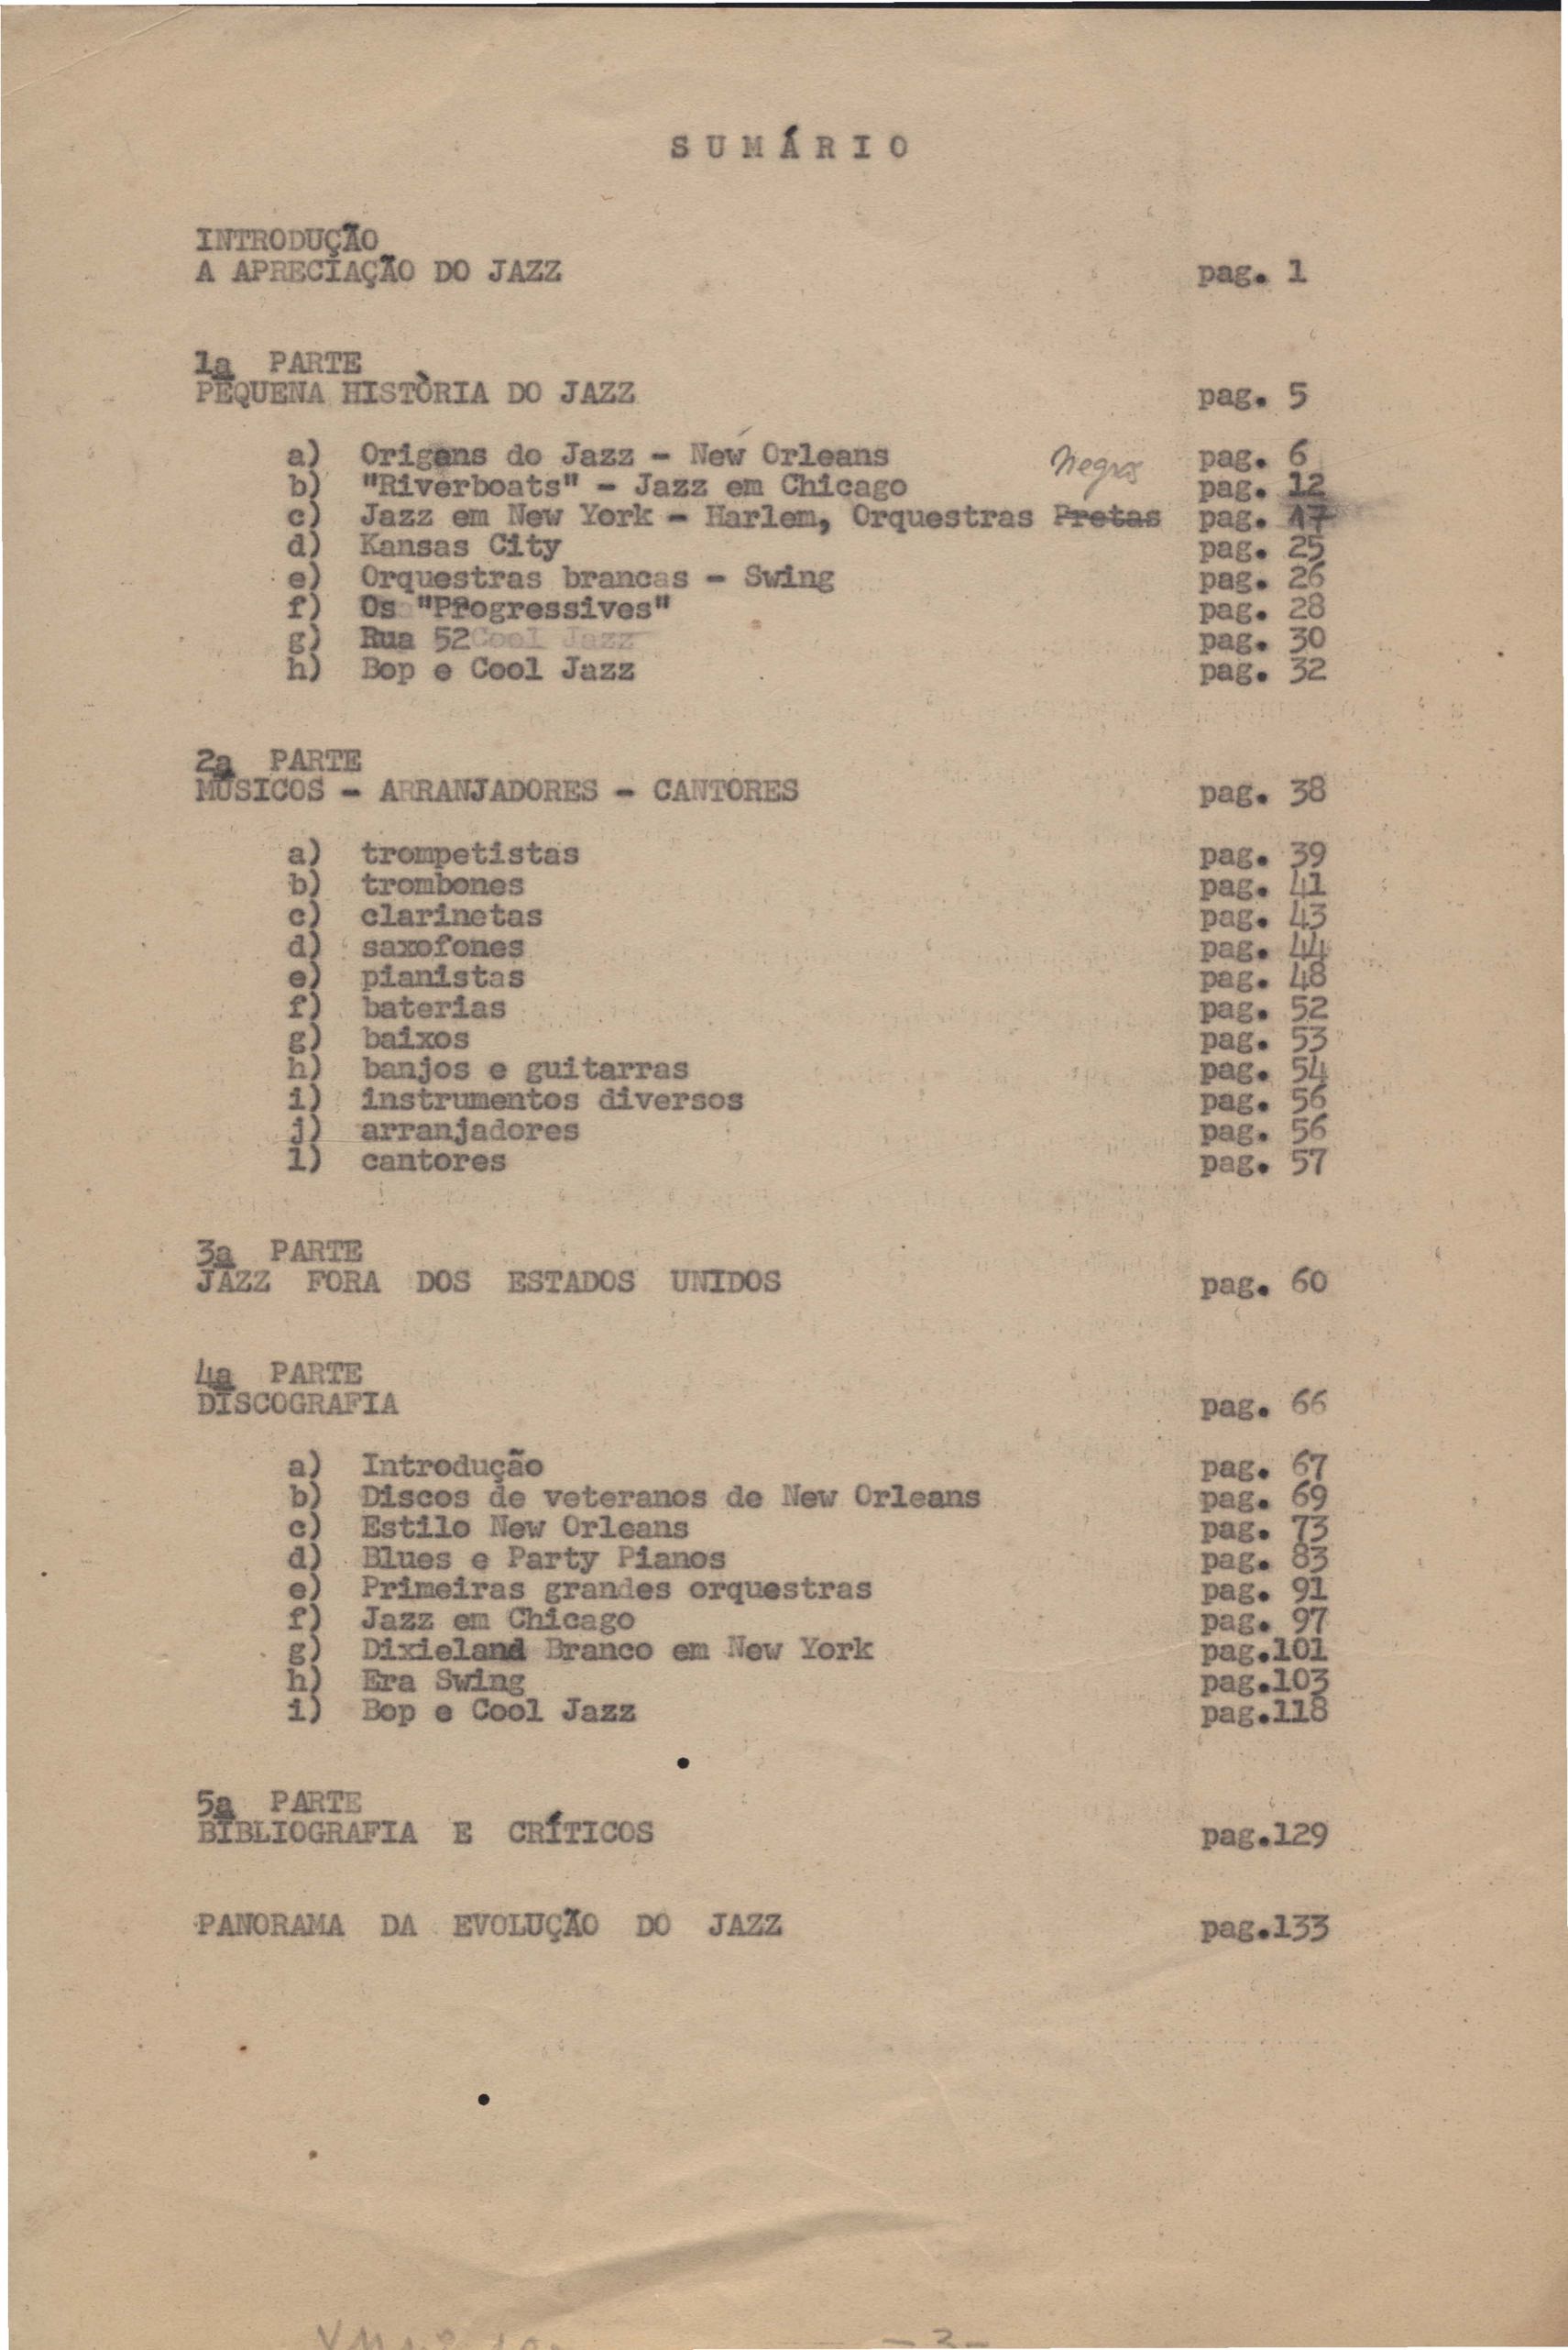 SUMÁRIO
INTRODUÇÃO
A APRECIAÇÃO DO JAZZ pag. 1
1a PARTE
PEQUENA HISTÒRIA DO JAZZ pag. 5
a) Origens do Jazz - New Orleans pag. 6
Negras
b) "Riverboats" - Jazz em Chicago pag. 12
c) Jazz em New York - Harlem, Orquestras Pretas pag. 17
d) Kansas City pag. 25
e) Orquestras brancas - Swing pag. 26
f) Os "Progressives" pag. 28
g) Rua 52 Cool Jazz pag. 30
h) Bop e Cool Jazz pag. 32
2a PARTE
MÚSICOS - ARRANJADORES - CANTORES pag. 38
a) trompetistas pag. 39
b) trombones pag. 41
c) clarinetas pag. 43
d) saxofones pag. 44
e) pianistas pag. 48
f) baterias pag. 52
g) baixos pag. 53
h) banjos e guitarras pag. 54
i) instrumentos diversos pag. 56
j) arranjadores pag. 56
l) cantores pag. 57
3a PARTE
JAZZ FORA DOS ESTADOS UNIDOS pag. 60
4a PARTE
DISCOGRAFIA pag. 66
a) Introdução pag. 67
b) Discos de veteranos de New Orleans pag. 69
c) Estilo New Orleans pag. 73
d) Blues e Party Pianos pag. 83
e) Primeiras grandes orquestras pag. 91
f) Jazz em Chicago pag. 97
g) Dixieland Branco em New York pag.101
h) Era Swing pag.103
i) Bop e Cool Jazz pag.118
5a PARTE
BIBLIOGRAFIA E CRÍTICOS pag.129
PANORAMA DA EVOLUÇÃO DO JAZZ pag.133